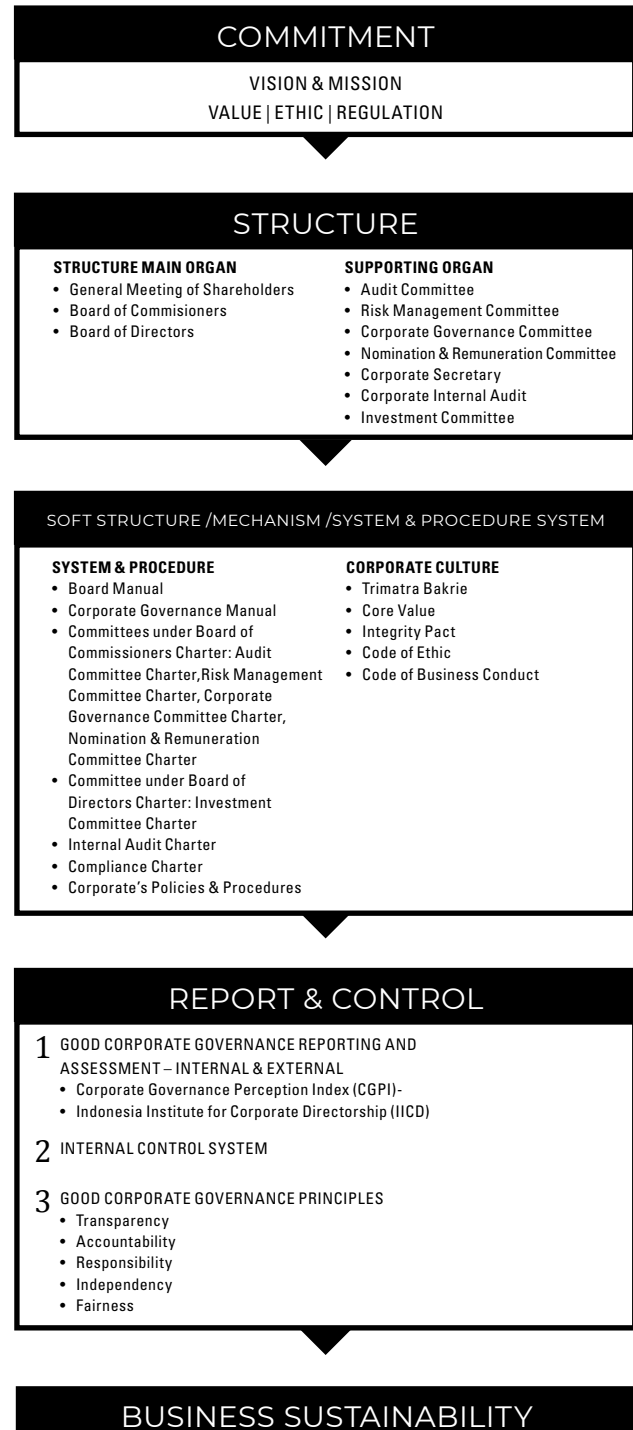 COMMITMENT
VISION & MISSION
VALUE | ETHIC | REGULATION
STRUCTURE
STRUCTURE MAIN ORGAN
• General Meeting of Shareholders
• Board of Commisioners
• Board of Directors
SUPPORTING ORGAN
• Audit Committee
• Risk Management Committee
• Corporate Governance Committee
• Nomination & Remuneration Committee
• Corporate Secretary
• Corporate Internal Audit
• Investment Committee
SOFT STRUCTURE /MECHANISM /SYSTEM & PROCEDURE SYSTEM
SYSTEM & PROCEDURE
• Board Manual
• Corporate Governance Manual
• Committees under Board of
Commissioners Charter: Audit
Committee Charter,Risk Management
Committee Charter, Corporate
Governance Committee Charter,
Nomination & Remuneration
Committee Charter
• Committee under Board of
Directors Charter: Investment
Committee Charter
• Internal Audit Charter
• Compliance Charter
• Corporate’s Policies & Procedures
CORPORATE CULTURE
• Trimatra Bakrie
• Core Value
• Integrity Pact
• Code of Ethic
• Code of Business Conduct
REPORT & CONTROL
1 GOOD CORPORATE GOVERNANCE REPORTING AND
ASSESSMENT – INTERNAL & EXTERNAL
• Corporate Governance Perception Index (CGPI)-
• Indonesia Institute for Corporate Directorship (IICD)
2 INTERNAL CONTROL SYSTEM
3 GOOD CORPORATE GOVERNANCE PRINCIPLES
• Transparency
• Accountability
• Responsibility
• Independency
• Fairness
BUSINESS SUSTAINABILITY